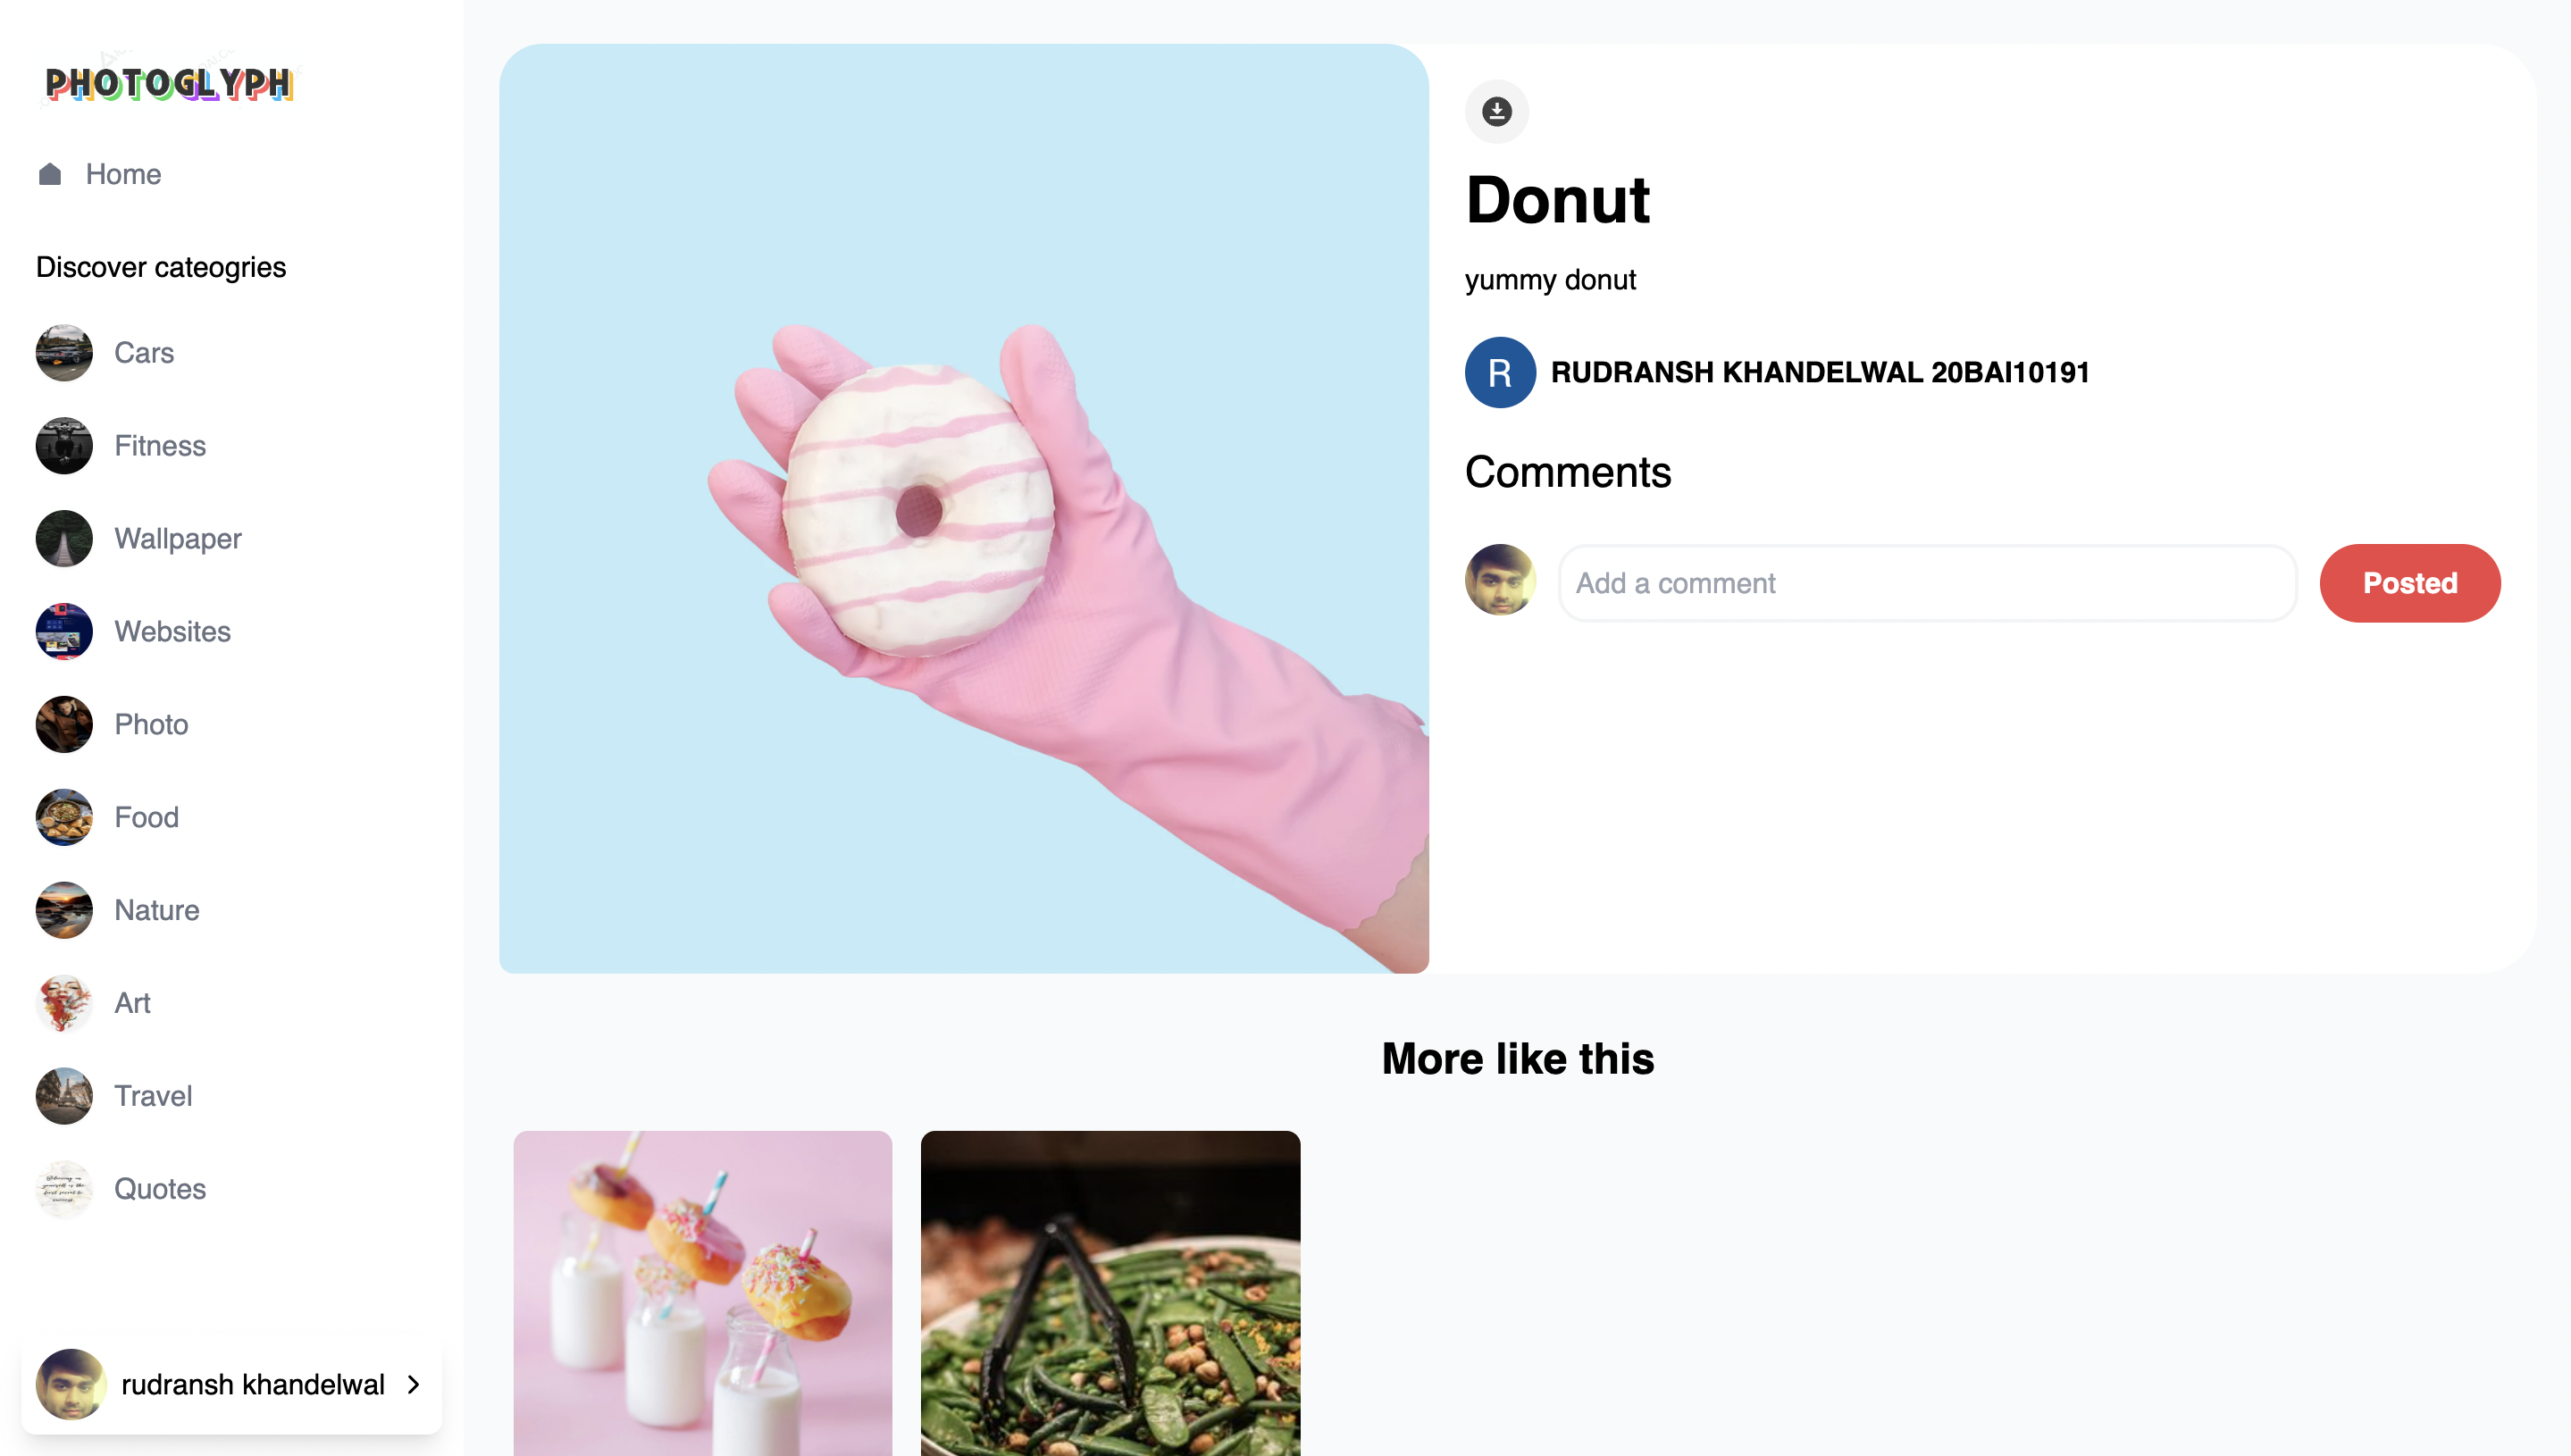 PHOTOGLYPH
Home
Discover cateogries
Cars
Fitness
Wallpaper
Websites
Photo
Food
Nature
Art
Travel
Quotes
rudransh khandelwal
Donut
yummy donut
R
RUDRANSH KHANDELWAL 20BAI10191
Comments
Add a comment
Posted
More like this